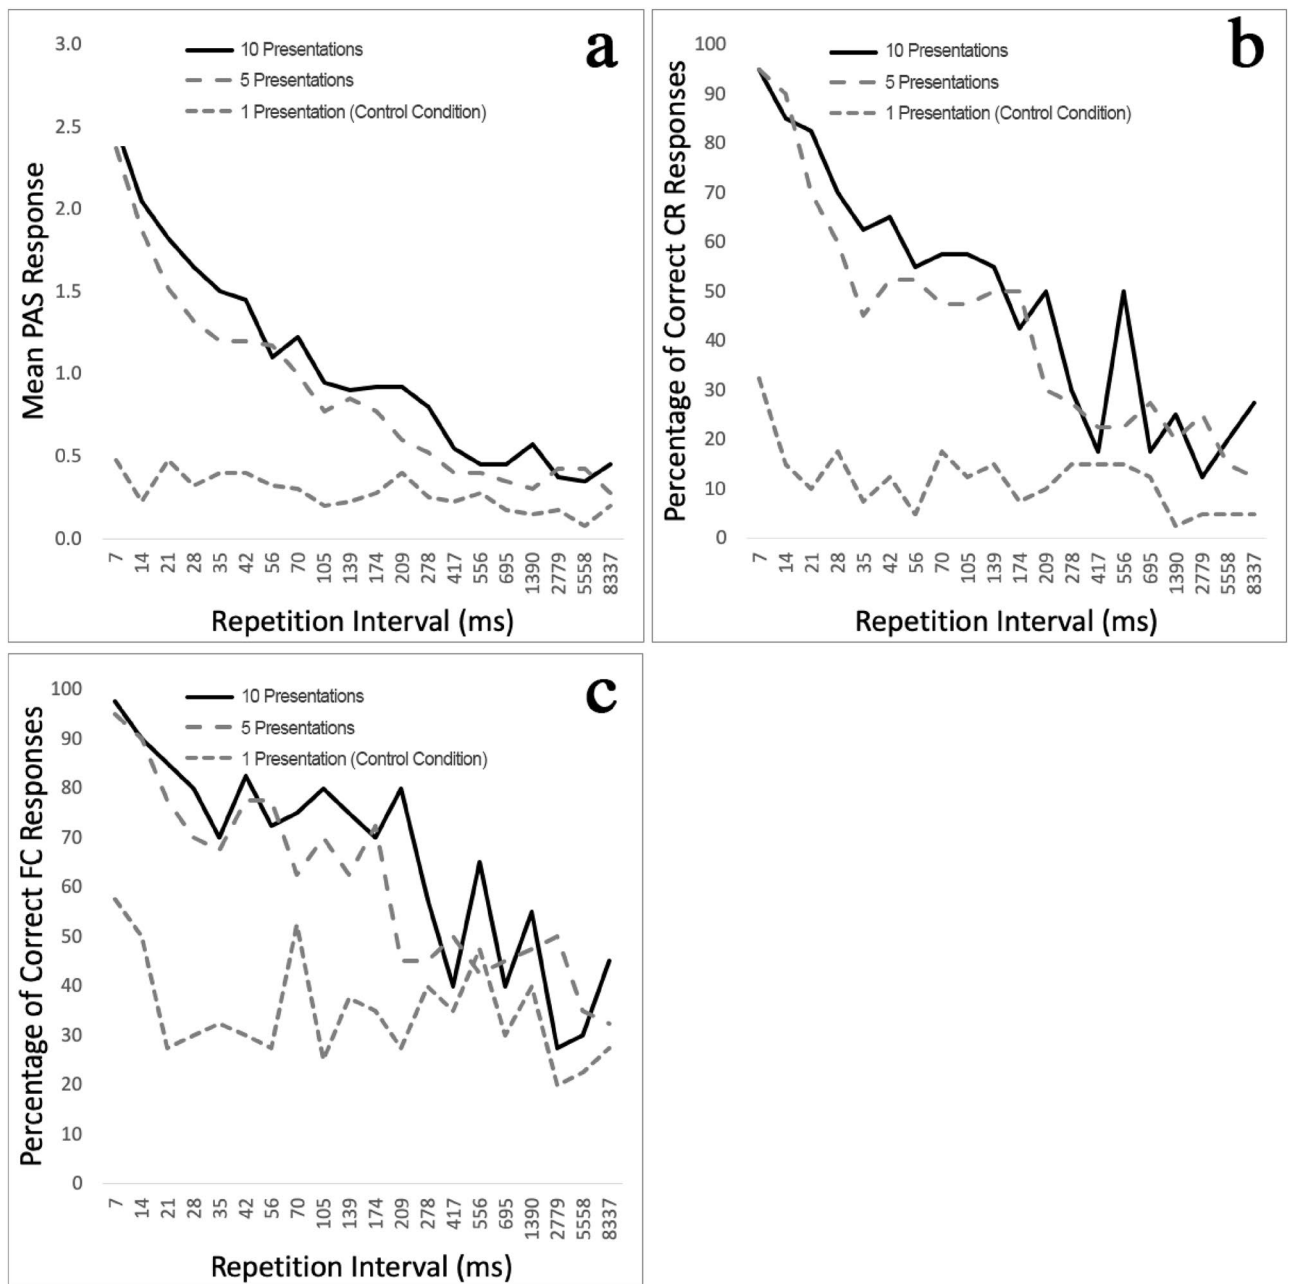 a
3.0
10 Presentations
5 Presentations
1 Presentation (Control Condition)
2.5
2.0
1.5
1.0
0.5
0.0
Mean PAS Response
7 14 21 28 35 42 56 70 105 139 174 209 278 417 556 695 1390 2779 5558 8337
Repetition Interval (ms)
b
100
10 Presentations
5 Presentations
1 Presentation (Control Condition)
90
80
70
60
50
40
30
20
10
0
Percentage of Correct CR Responses
7 14 21 28 35 42 56 70 105 139 174 209 278 417 556 695 1390 2779 5558 8337
Repetition Interval (ms)
c
100
10 Presentations
5 Presentations
1 Presentation (Control Condition)
90
80
70
60
50
40
30
20
10
0
Percentage of Correct FC Responses
7 14 21 28 35 42 56 70 105 139 174 209 278 417 556 695 1390 2779 5558 8337
Repetition Interval (ms)